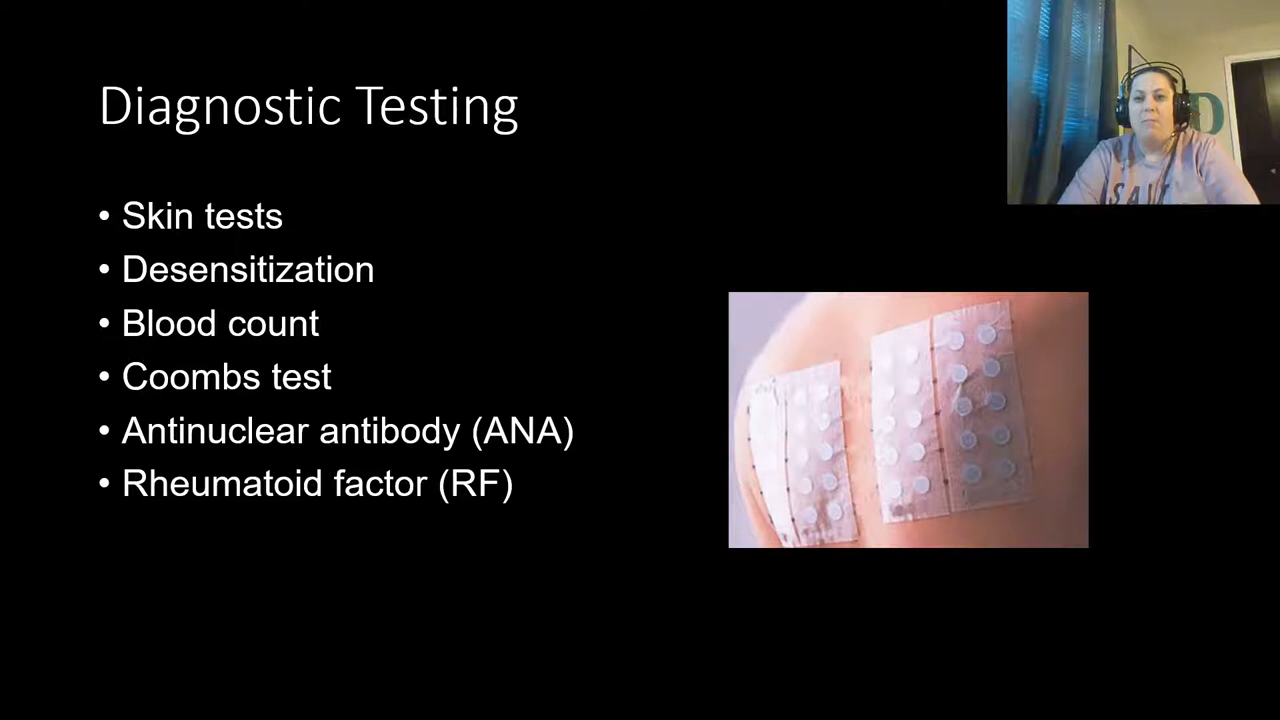 Diagnostic Testing
• Skin tests
• Desensitization
• Blood count
• Coombs test
• Antinuclear antibody (ANA)
• Rheumatoid factor (RF)
D